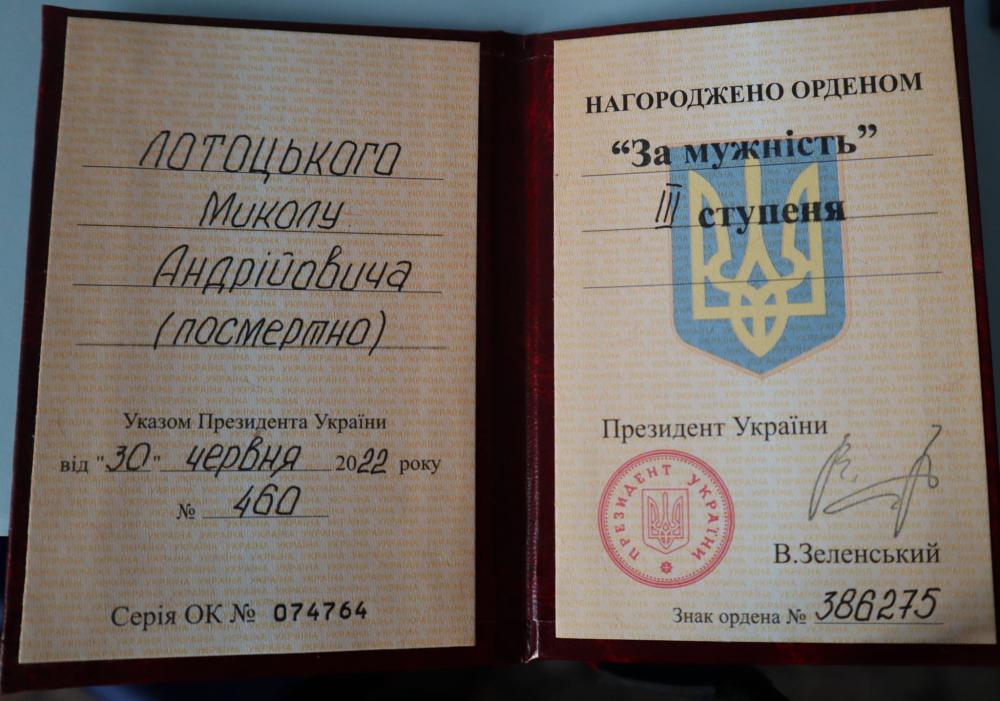 ЛОТОЦЬКОГО
Миколу
Андрійовича
(посмертно)
Указом Президента України
від "30" червня 2022 року
№ 460
Серія ОК № 074764
НАГОРОДЖЕНО ОРДЕНОМ
“За мужність”
III ступеня
Президент України
ПРЕЗИДЕНТ УКРАЇНИ
В.Зеленський
Знак ордена № 386275